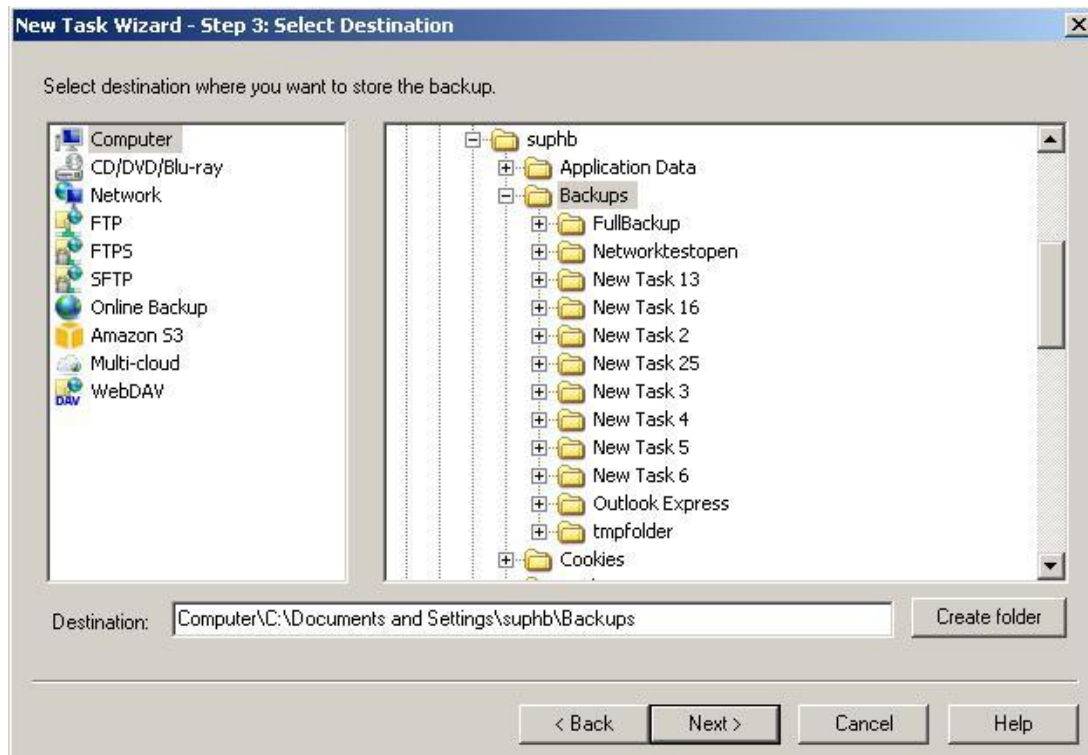 New Task Wizard - Step 3: Select Destination
Select destination where you want to store the backup.
Computer
CD/DVD/Blu-ray
Network
FTP
FTPS
SFTP
Online Backup
Amazon S3
Multi-cloud
DAV WebDAV
suphb
Application Data
Backups
FullBackup
Networktestopen
New Task 13
New Task 16
New Task 2
New Task 25
New Task 3
New Task 4
New Task 5
New Task 6
Outlook Express
tmpfolder
Cookies
Destination: Computer\C:\Documents and Settings\suphb\Backups Create folder
< Back Next > Cancel Help